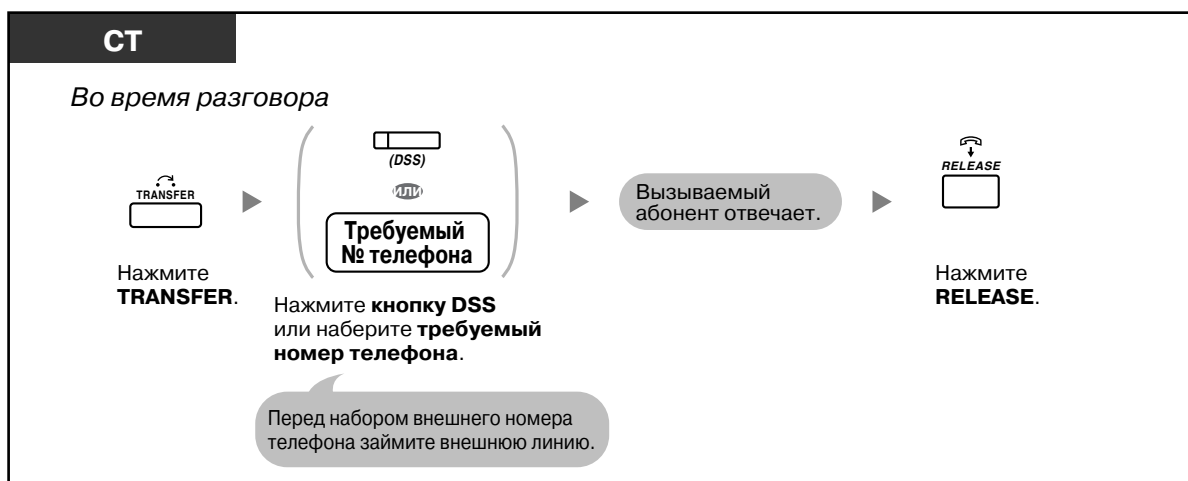 СТ
Во время разговора
TRANSFER
Нажмите
TRANSFER.
(DSS)
или
Требуемый
№ телефона
Нажмите кнопку DSS
или наберите требуемый
номер телефона.
Перед набором внешнего номера
телефона займите внешнюю линию.
Вызываемый
абонент отвечает.
RELEASE
Нажмите
RELEASE.